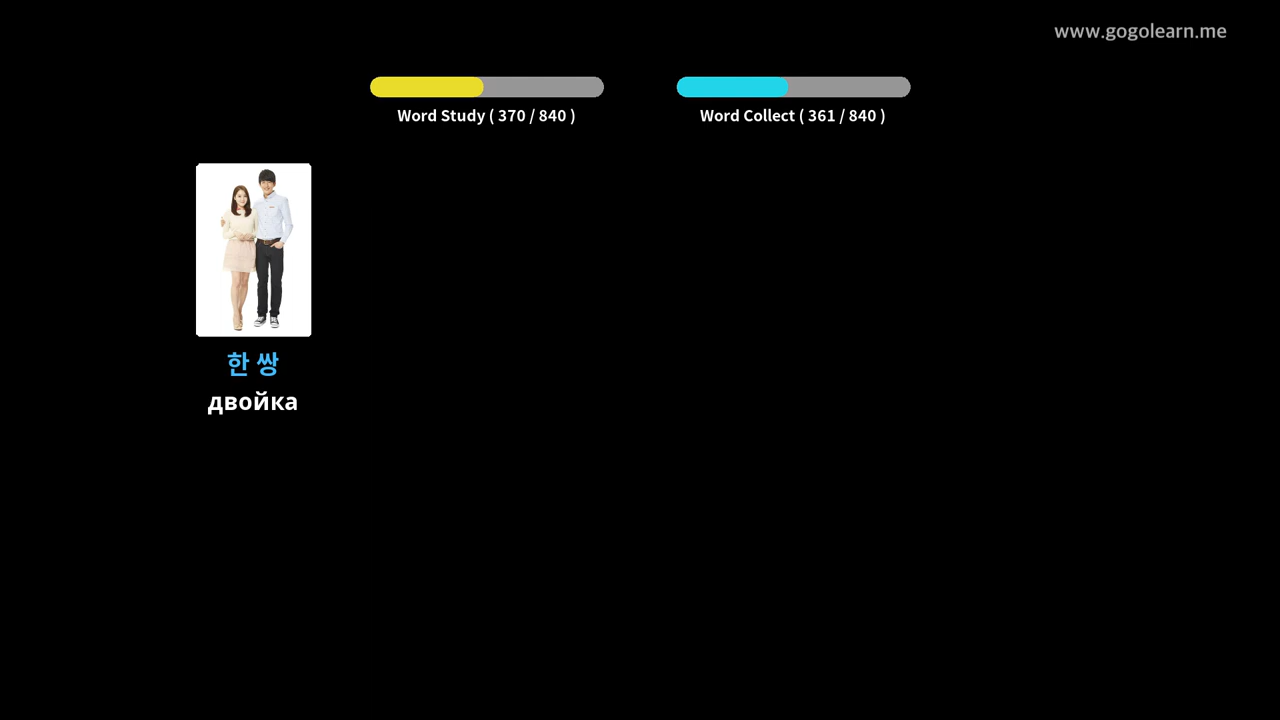 www.gogolearn.me
Word Study ( 370 / 840 )
Word Collect ( 361 / 840 )
한 쌍
двойка